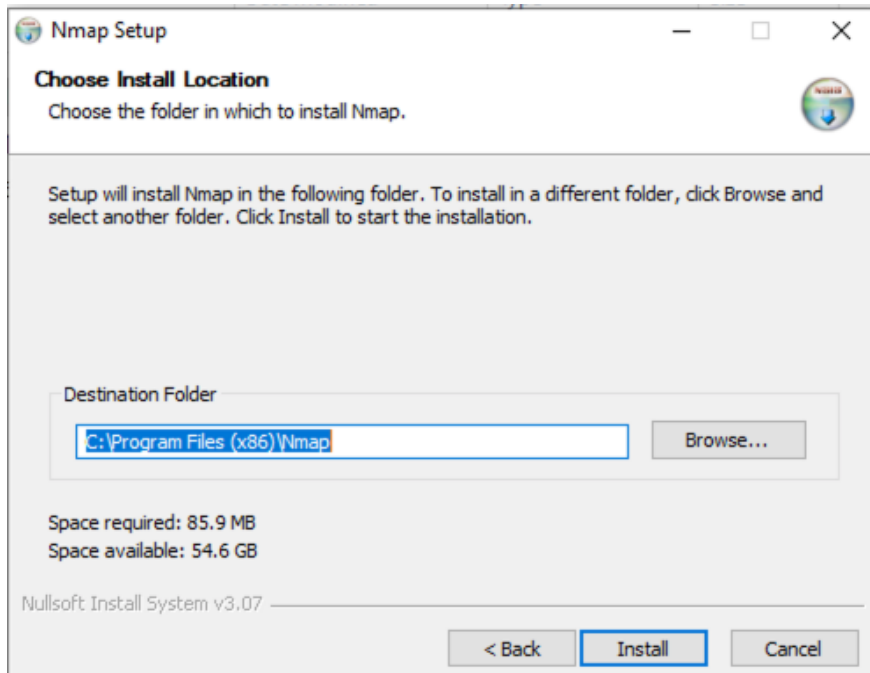 Nmap Setup
Choose Install Location
Choose the folder in which to install Nmap.
Setup will install Nmap in the following folder. To install in a different folder, click Browse and
select another folder. Click Install to start the installation.
Destination Folder
C:\Program Files (x86)\Nmap
Browse...
Space required: 85.9 MB
Space available: 54.6 GB
Nullsoft Install System v3.07
< Back
Install
Cancel